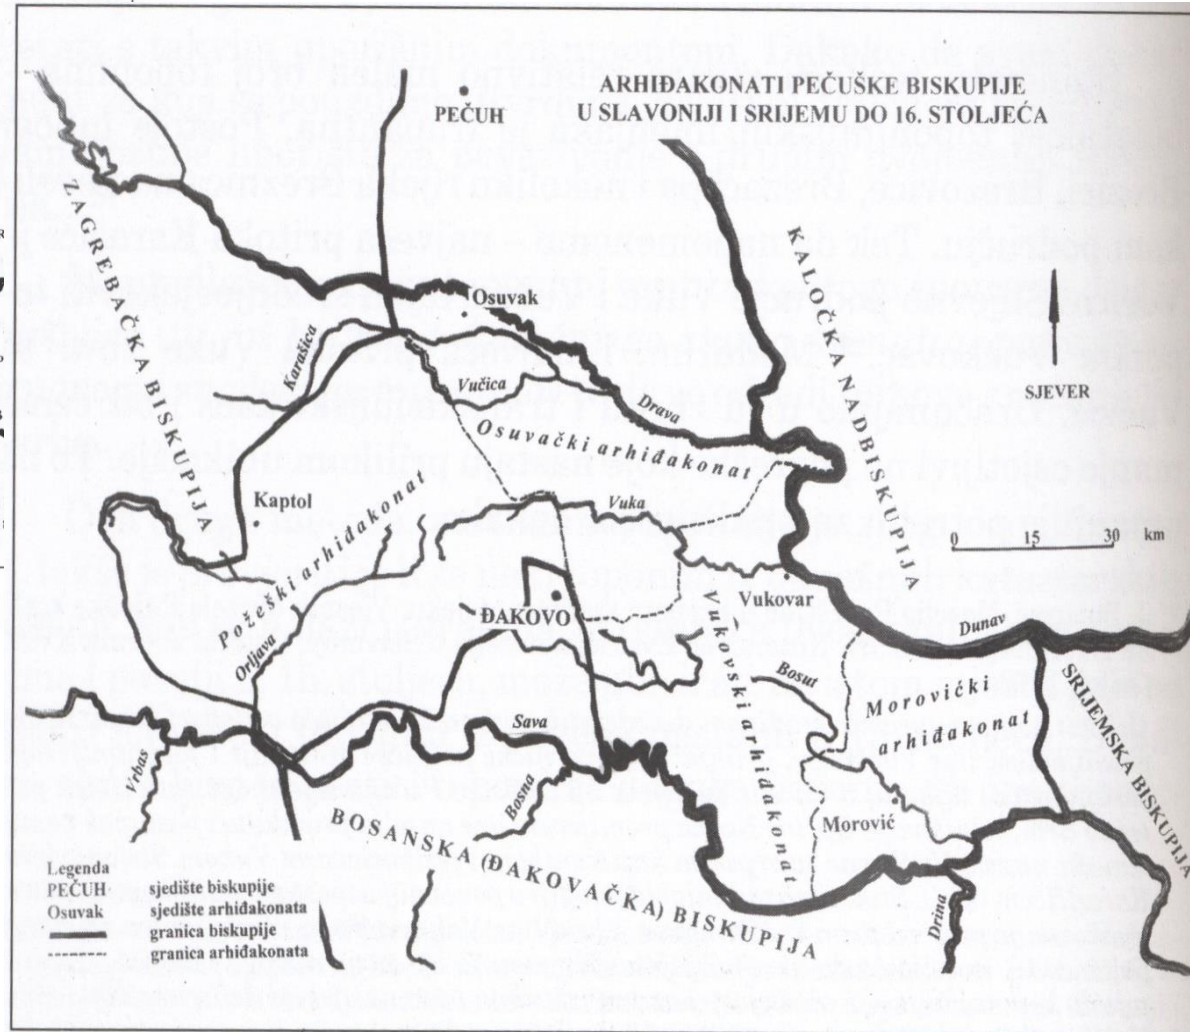 ARHIĐAKONATI PEČUŠKE BISKUPIJE
U SLAVONIJI I SRIJEMU DO 16. STOLJEĆA
PEČUH
ZAGREBAČKA BISKUPIJA
KALOČKA NADBISKUPIJA
Osuvak
Karašica
SJEVER
Vučica
Drava
Osuvački arhiđakonat
Kaptol
Vuka
0 15 30 km
Požeški arhiđakonat
ĐAKOVO
Vukovar
Dunav
Orljava
Vukovski arhiđakonat
Bosut
Morovički
arhiđakonat
SRIJEMSKA BISKUPIJA
Sava
Vrbas
Bosna
Morović
BOSANSKA (ĐAKOVAČKA) BISKUPIJA
Drina
Legenda
PEČUH sjedište biskupije
Osuvak sjedište arhiđakonata
granica biskupije
granica arhiđakonata